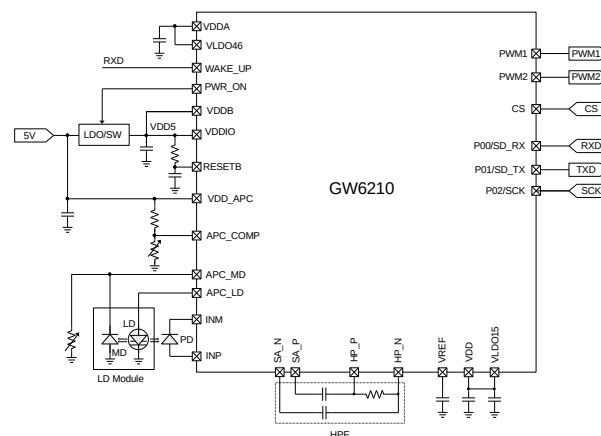 VDDA
VLDO46
RXD
WAKE_UP
PWR_ON
VDDB
5V
LDO/SW
VDD5
VDDIO
RESETB
VDD_APC
APC_COMP
APC_MD
APC_LD
INM
INP
LD
MD
PD
LD Module
GW6210
PWM1
PWM1
PWM2
PWM2
CS
CS
P00/SD_RX
RXD
P01/SD_TX
TXD
P02/SCK
SCK
SA_N
SA_P
HP_P
HP_N
VREF
VDD
VLDO15
HPF